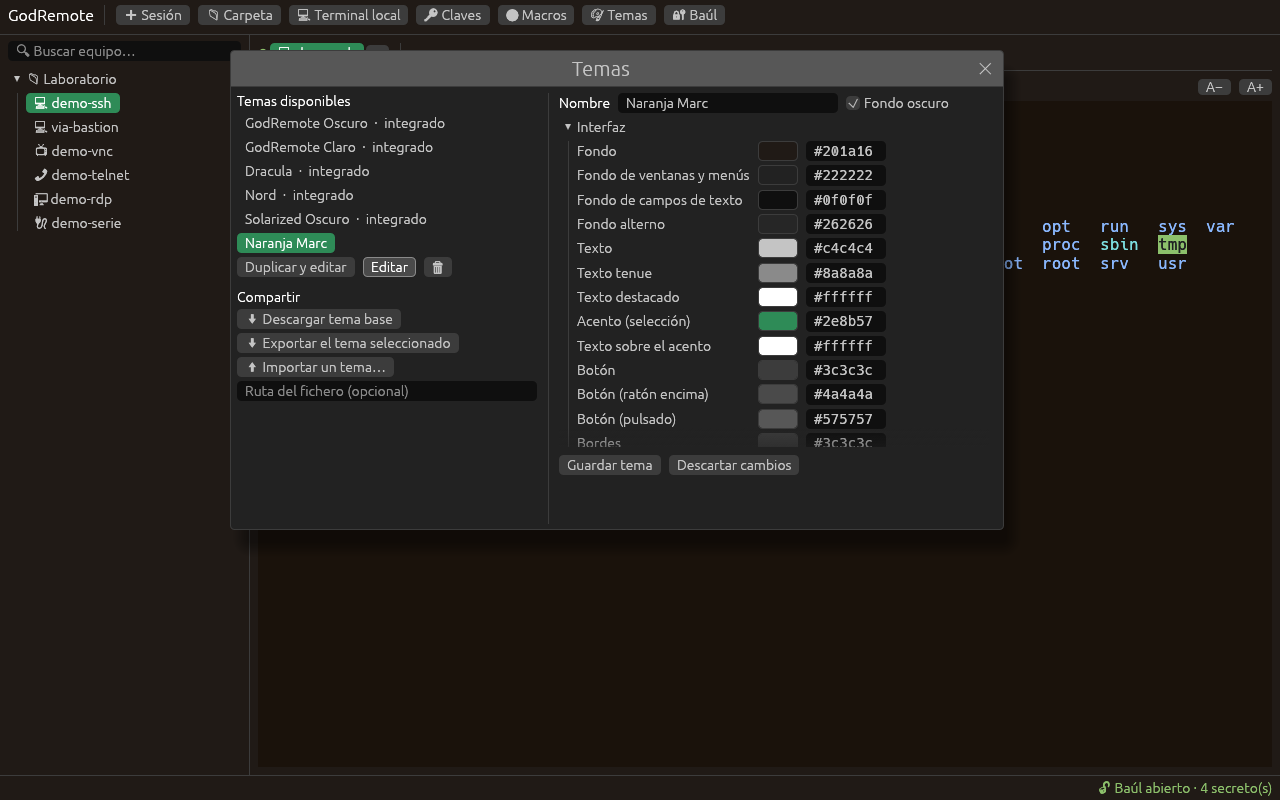 GodRemote + Sesión Carpeta Terminal local Claves Macros Temas Baúl
Buscar equipo…
Laboratorio
demo-ssh
via-bastion
demo-vnc
demo-telnet
demo-rdp
demo-serie
Temas
Temas disponibles
GodRemote Oscuro · integrado
GodRemote Claro · integrado
Dracula · integrado
Nord · integrado
Solarized Oscuro · integrado
Naranja Marc
Duplicar y editar Editar
Compartir
Descargar tema base
Exportar el tema seleccionado
Importar un tema…
Ruta del fichero (opcional)
Nombre Naranja Marc Fondo oscuro
Interfaz
Fondo #201a16
Fondo de ventanas y menús #222222
Fondo de campos de texto #0f0f0f
Fondo alterno #262626
Texto #c4c4c4
Texto tenue #8a8a8a
Texto destacado #ffffff
Acento (selección) #2e8b57
Texto sobre el acento #ffffff
Botón #3c3c3c
Botón (ratón encima) #4a4a4a
Botón (pulsado) #575757
Bordes #3c3c3c
Guardar tema Descartar cambios
A− A+
opt run sys var
proc sbin tmp
ot root srv usr
Baúl abierto · 4 secreto(s)